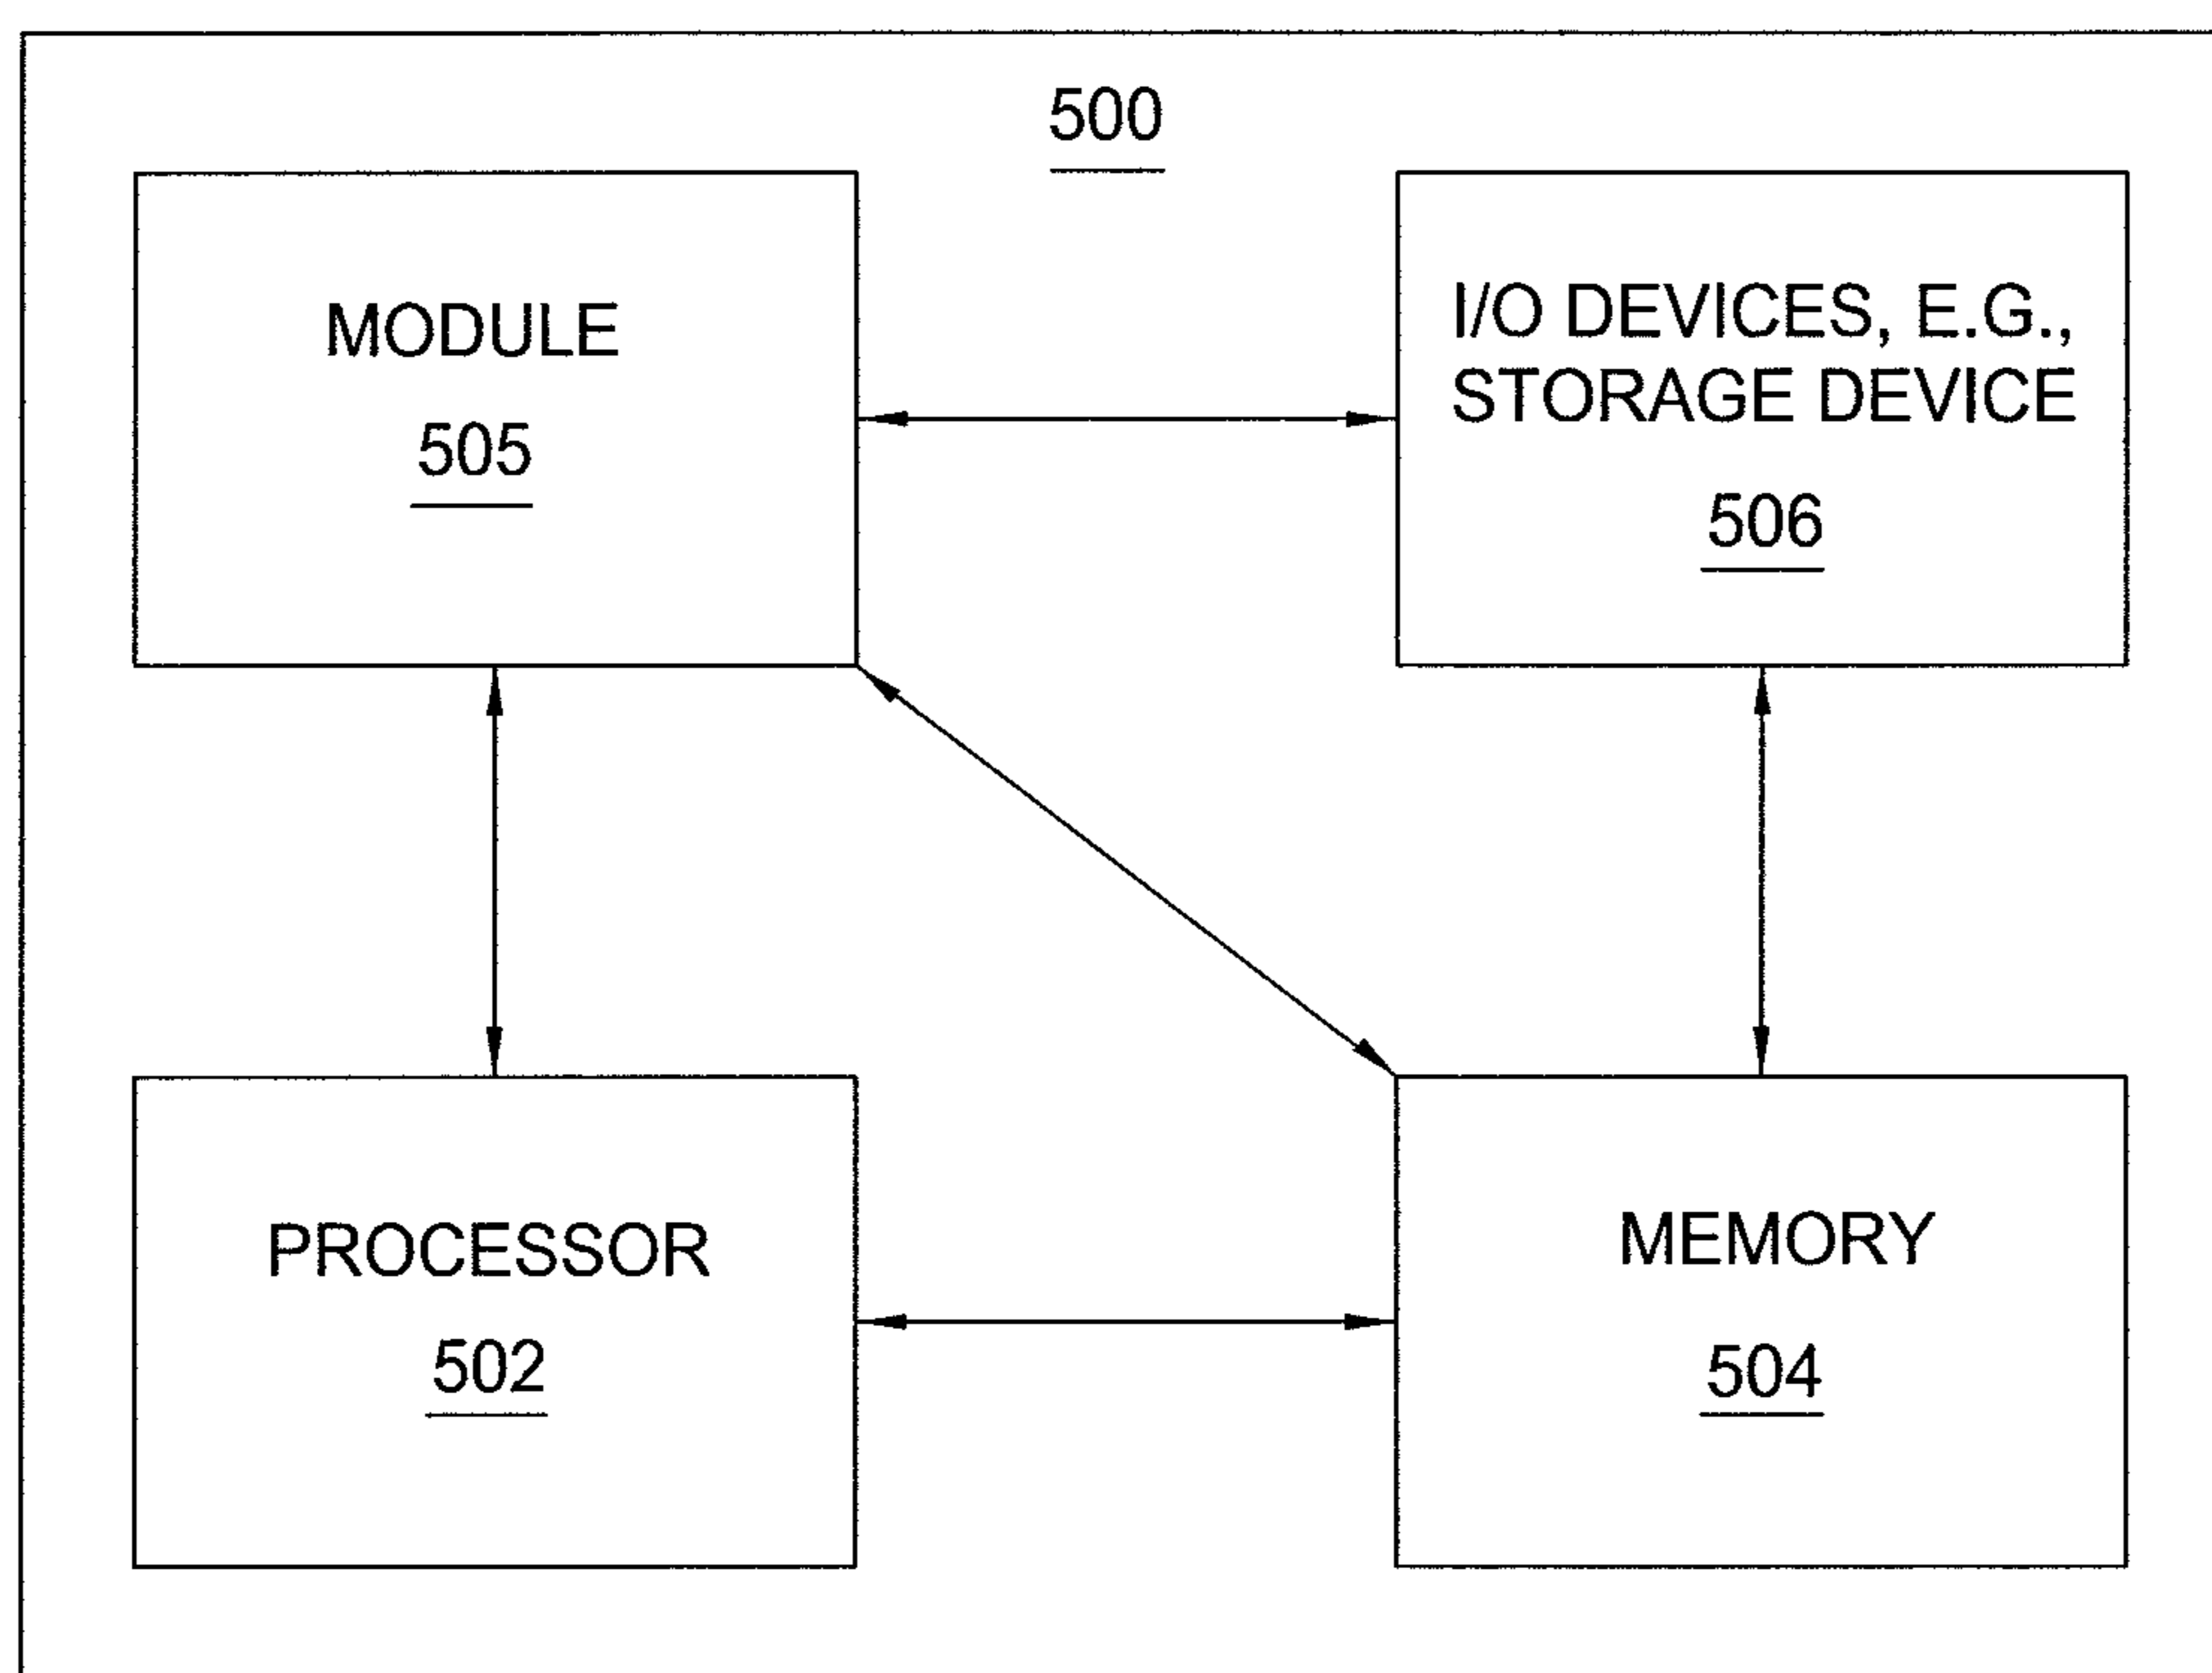 500
MODULE
505
I/O DEVICES, E.G.,
STORAGE DEVICE
506
PROCESSOR
502
MEMORY
504